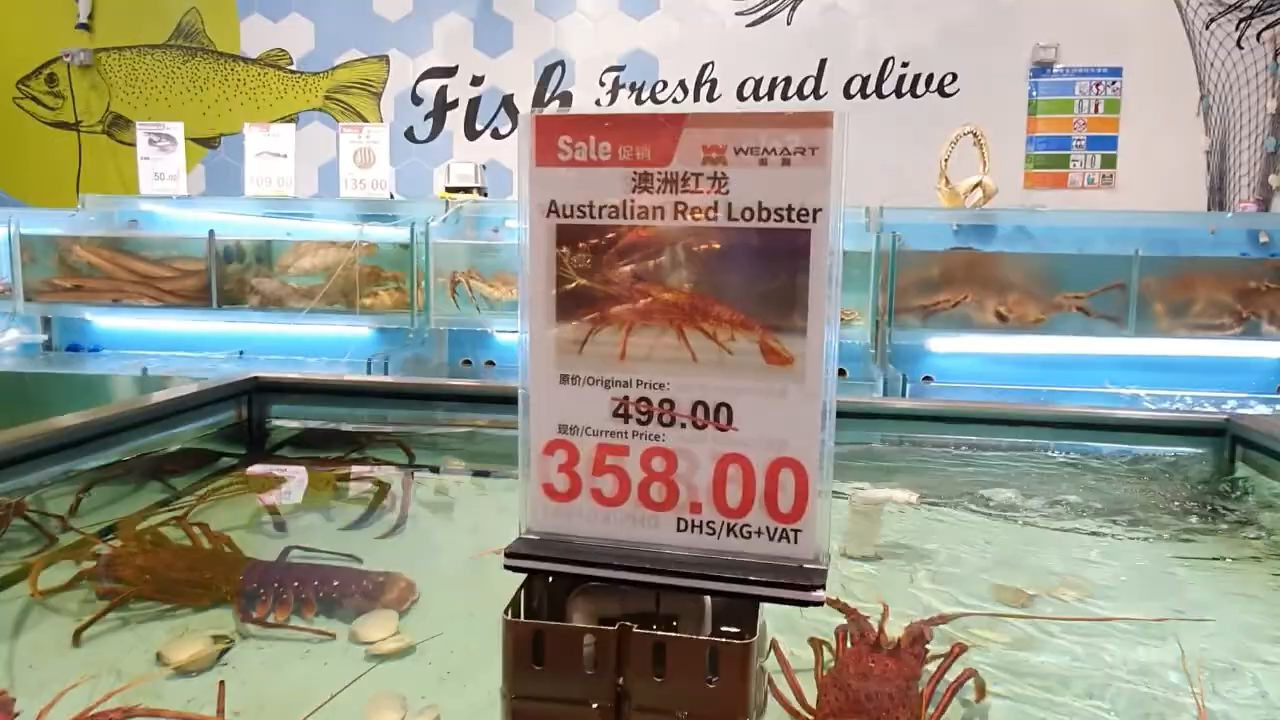 Fish Fresh and alive
50.00
109.00
135.00
Sale 促销
WEMART
澳洲红龙
Australian Red Lobster
原价/Original Price:
498.00
现价/Current Price:
358.00
DHS/KG+VAT